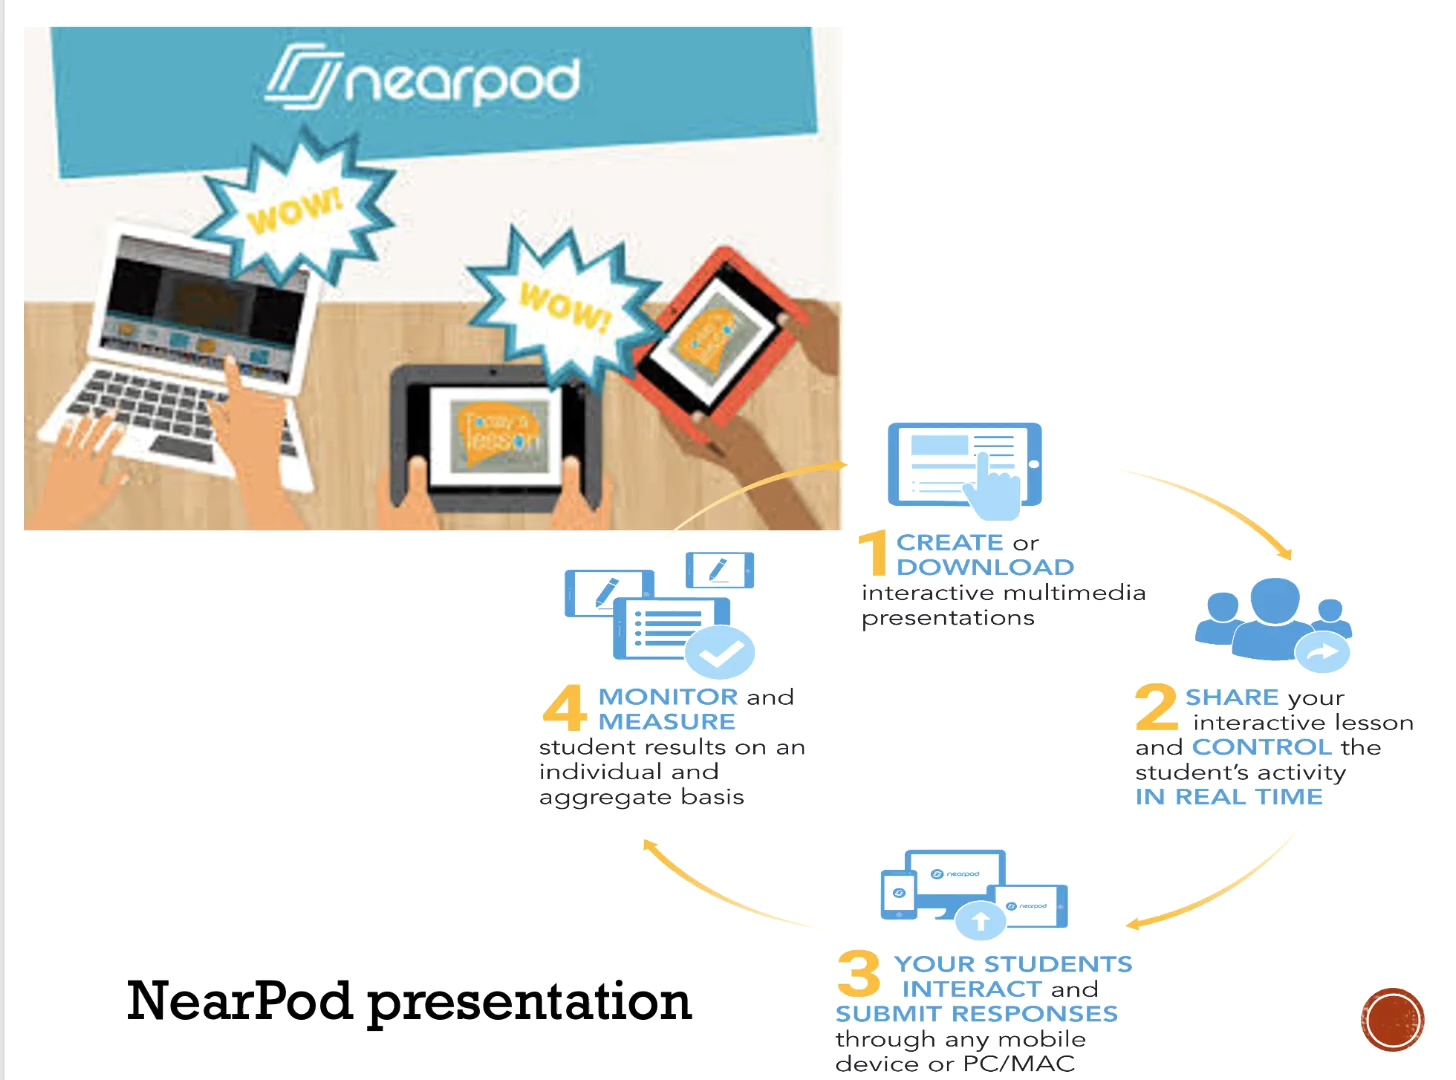 nearpod
WOW!
WOW!
Today's
lesson
1 CREATE or
DOWNLOAD
interactive multimedia
presentations
2 SHARE your
interactive lesson
and CONTROL the
student's activity
IN REAL TIME
nearpod
nearpod
3 YOUR STUDENTS
INTERACT and
SUBMIT RESPONSES
through any mobile
device or PC/MAC
4 MONITOR and
MEASURE
student results on an
individual and
aggregate basis
NearPod presentation